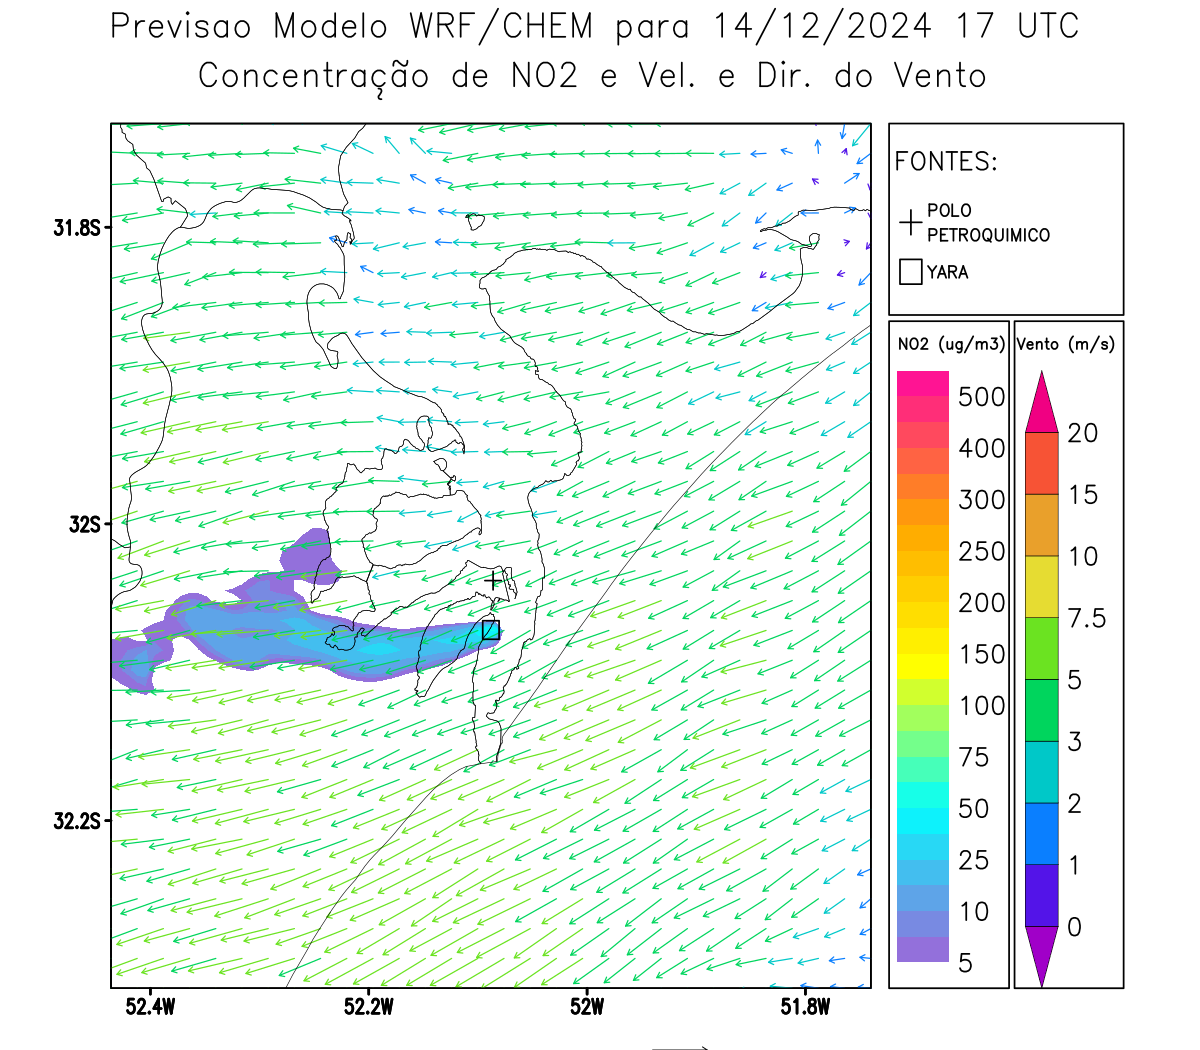 Previsao Modelo WRF/CHEM para 14/12/2024 17 UTC
Concentração de NO2 e Vel. e Dir. do Vento
FONTES:
POLO
PETROQUIMICO
YARA
NO2 (ug/m3)
500
400
300
250
200
150
100
75
50
25
10
5
Vento (m/s)
20
15
10
7.5
5
3
2
1
0
31.8S
32S
32.2S
52.4W 52.2W 52W 51.8W